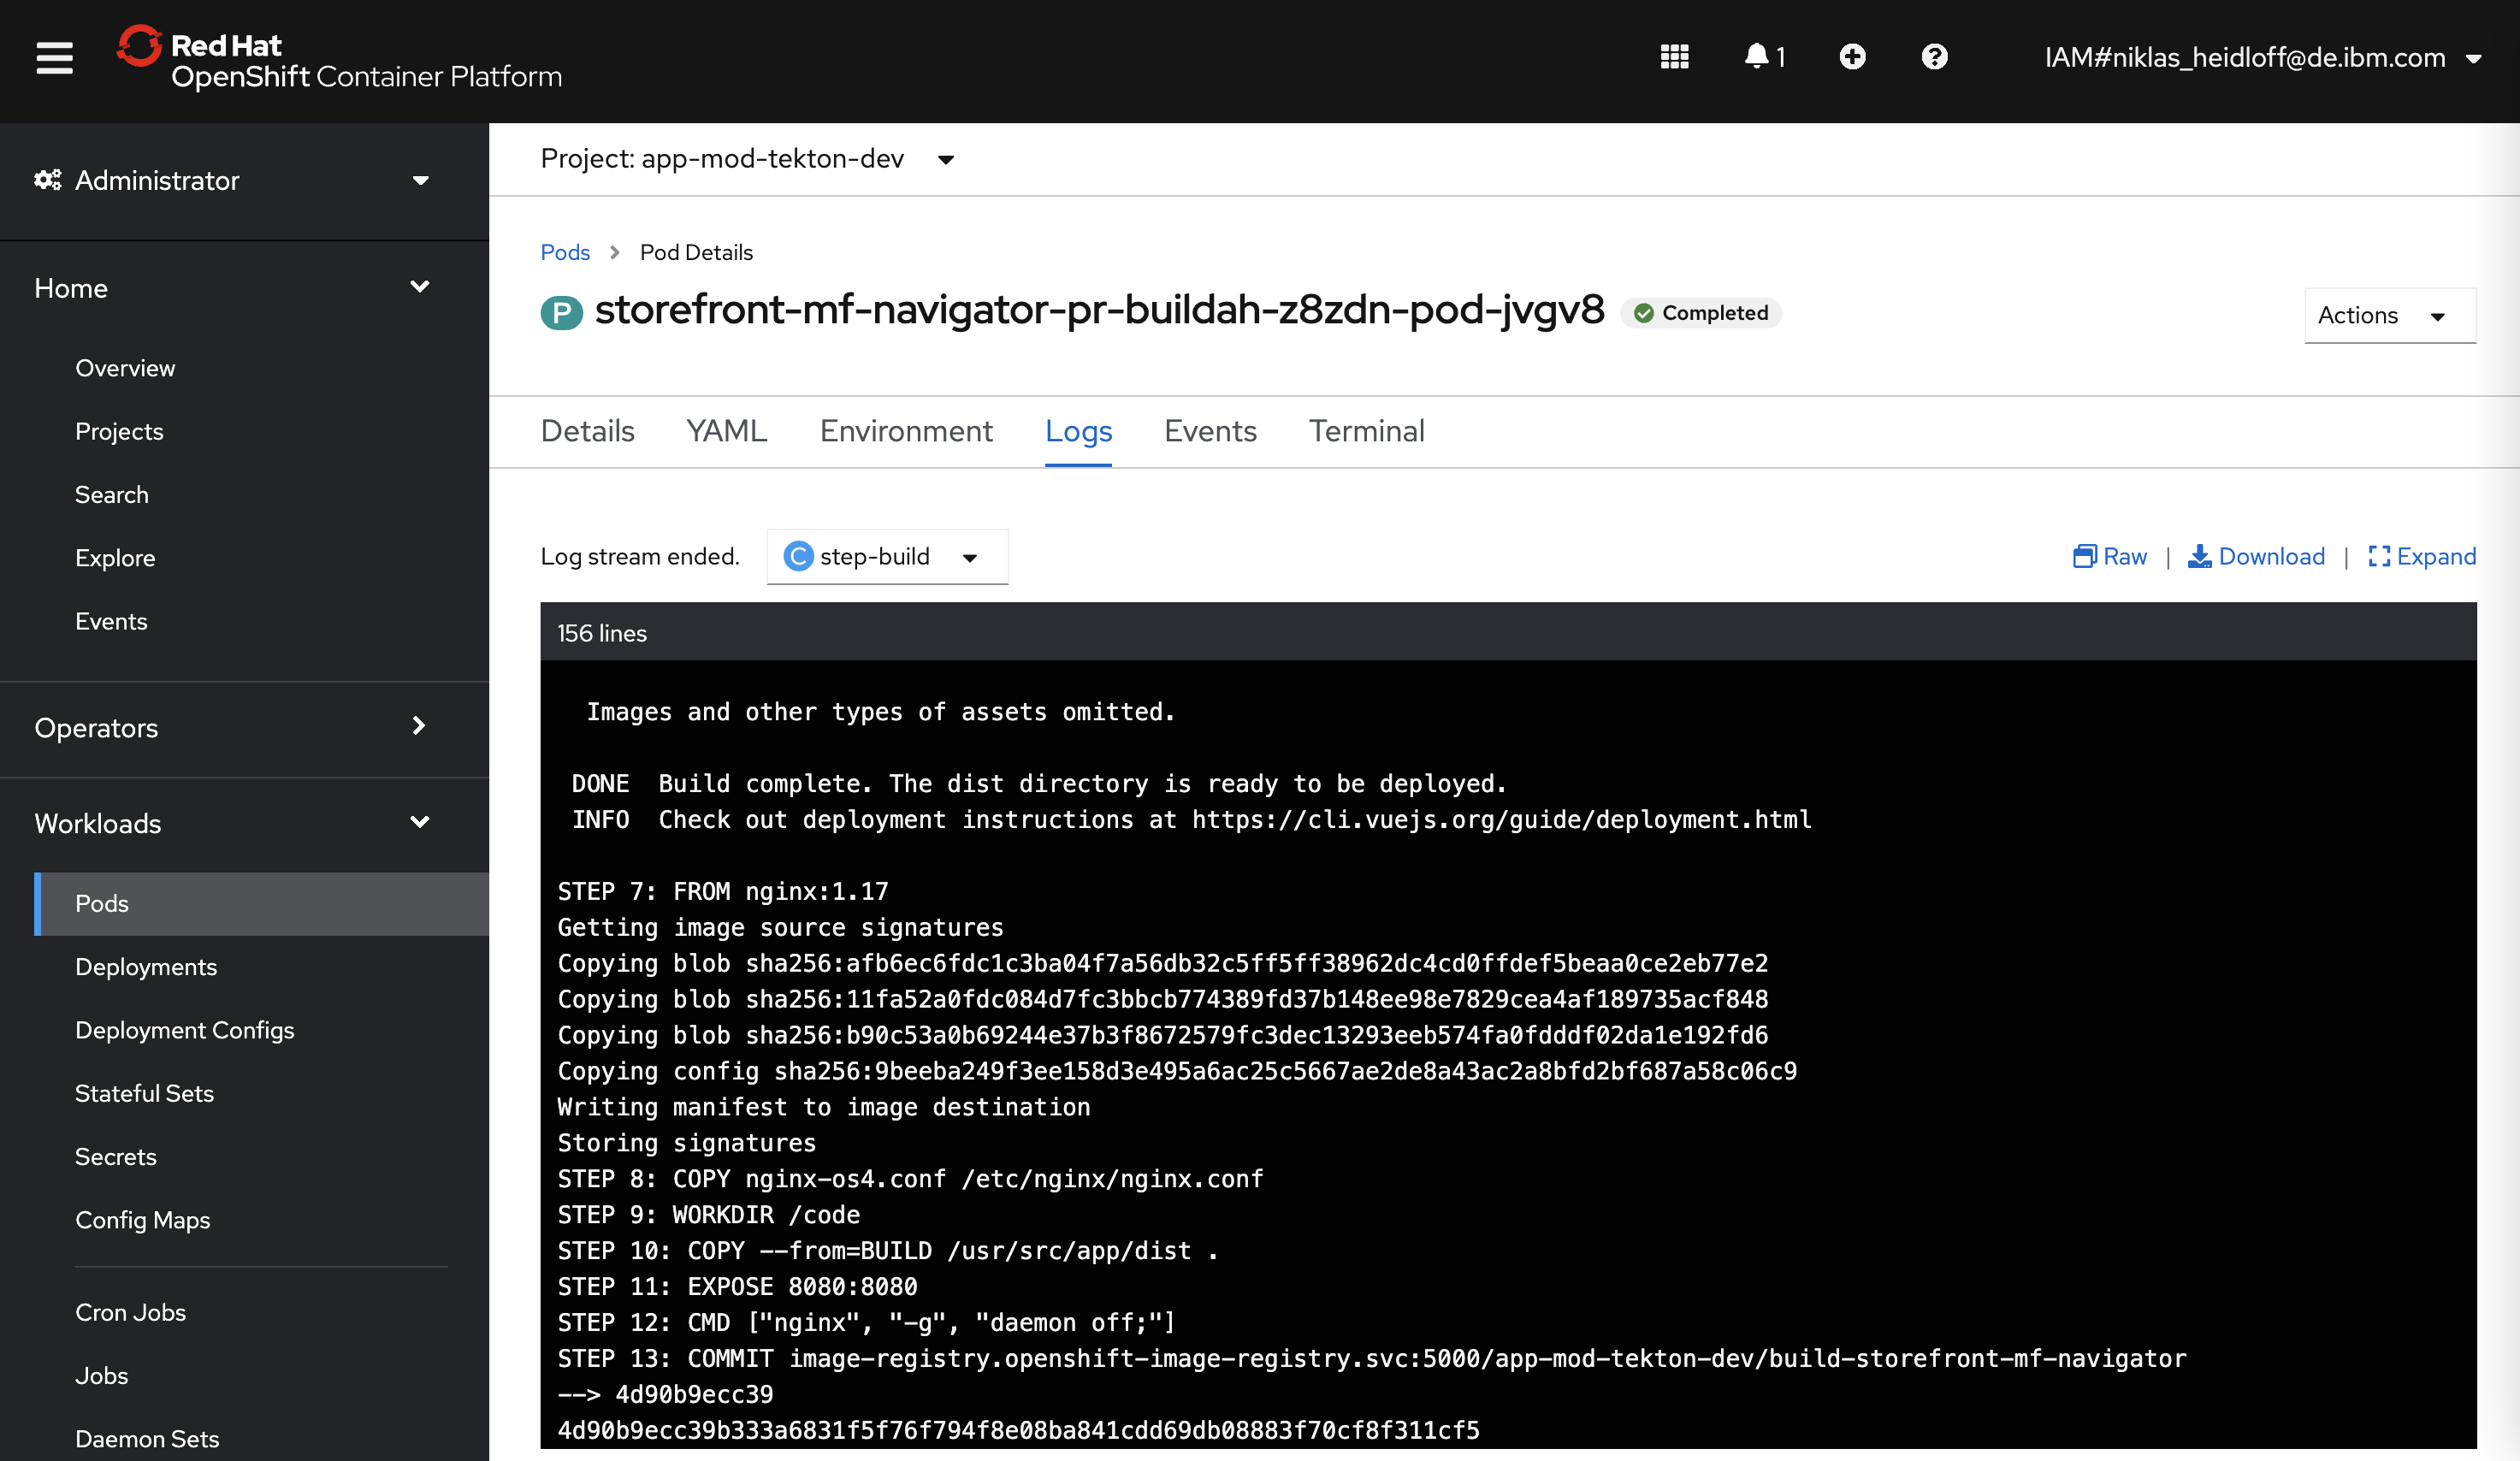 Red Hat
OpenShift Container Platform
1
IAM#niklas_heidloff@de.ibm.com
Administrator
Home
Overview
Projects
Search
Explore
Events
Operators
Workloads
Pods
Deployments
Deployment Configs
Stateful Sets
Secrets
Config Maps
Cron Jobs
Jobs
Daemon Sets
Project: app-mod-tekton-dev
Pods > Pod Details
P storefront-mf-navigator-pr-buildah-z8zdn-pod-jvgv8 Completed
Actions
Details YAML Environment Logs Events Terminal
Log stream ended. C step-build Raw | Download | Expand
156 lines
Images and other types of assets omitted.
DONE Build complete. The dist directory is ready to be deployed.
INFO Check out deployment instructions at https://cli.vuejs.org/guide/deployment.html
STEP 7: FROM nginx:1.17
Getting image source signatures
Copying blob sha256:afb6ec6fdc1c3ba04f7a56db32c5ff5ff38962dc4cd0ffdef5beaa0ce2eb77e2
Copying blob sha256:11fa52a0fdc084d7fc3bbcb774389fd37b148ee98e7829cea4af189735acf848
Copying blob sha256:b90c53a0b69244e37b3f8672579fc3dec13293eeb574fa0fdddf02da1e192fd6
Copying config sha256:9beeba249f3ee158d3e495a6ac25c5667ae2de8a43ac2a8bfd2bf687a58c06c9
Writing manifest to image destination
Storing signatures
STEP 8: COPY nginx-os4.conf /etc/nginx/nginx.conf
STEP 9: WORKDIR /code
STEP 10: COPY --from=BUILD /usr/src/app/dist .
STEP 11: EXPOSE 8080:8080
STEP 12: CMD ["nginx", "-g", "daemon off;"]
STEP 13: COMMIT image-registry.openshift-image-registry.svc:5000/app-mod-tekton-dev/build-storefront-mf-navigator
--> 4d90b9ecc39
4d90b9ecc39b333a6831f5f76f794f8e08ba841cdd69db08883f70cf8f311cf5